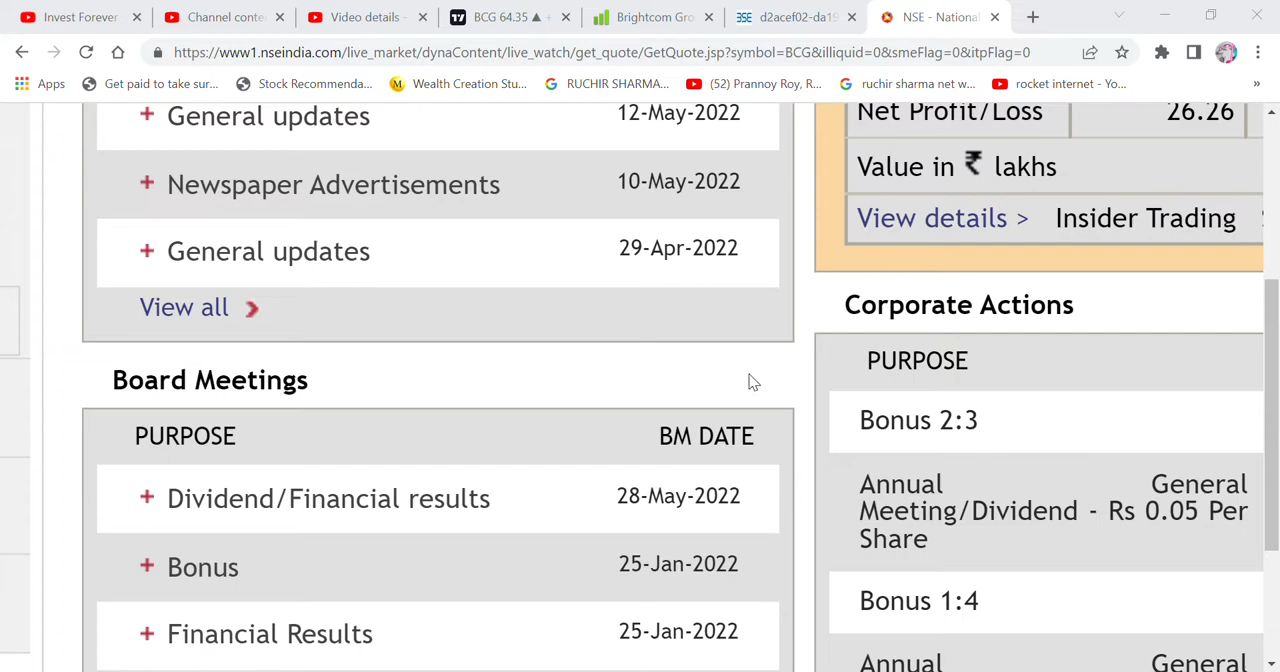 Invest Forever
Channel conte
Video details -
BCG 64.35 ▲ +
Brightcom Gro
d2acef02-da19
NSE - National
https://www1.nseindia.com/live_market/dynaContent/live_watch/get_quote/GetQuote.jsp?symbol=BCG&illiquid=0&smeFlag=0&itpFlag=0
Apps
Get paid to take sur...
Stock Recommenda...
Wealth Creation Stu...
RUCHIR SHARMA...
(52) Prannoy Roy, R...
ruchir sharma net w...
rocket internet - Yo...
»
+ General updates 12-May-2022
+ Newspaper Advertisements 10-May-2022
+ General updates 29-Apr-2022
View all
Board Meetings
PURPOSE BM DATE
+ Dividend/Financial results 28-May-2022
+ Bonus 25-Jan-2022
+ Financial Results 25-Jan-2022
Net Profit/Loss 26.26
Value in ₹ lakhs
View details > Insider Trading
Corporate Actions
PURPOSE
Bonus 2:3
Annual General
Meeting/Dividend - Rs 0.05 Per
Share
Bonus 1:4
Annual General